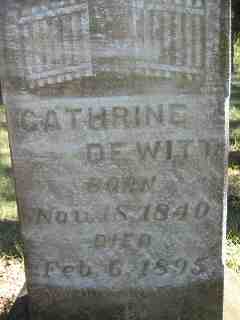 CATHRINE
DE WITT
BORN
Nov. 18, 1840
DIED
Feb. 6, 1895